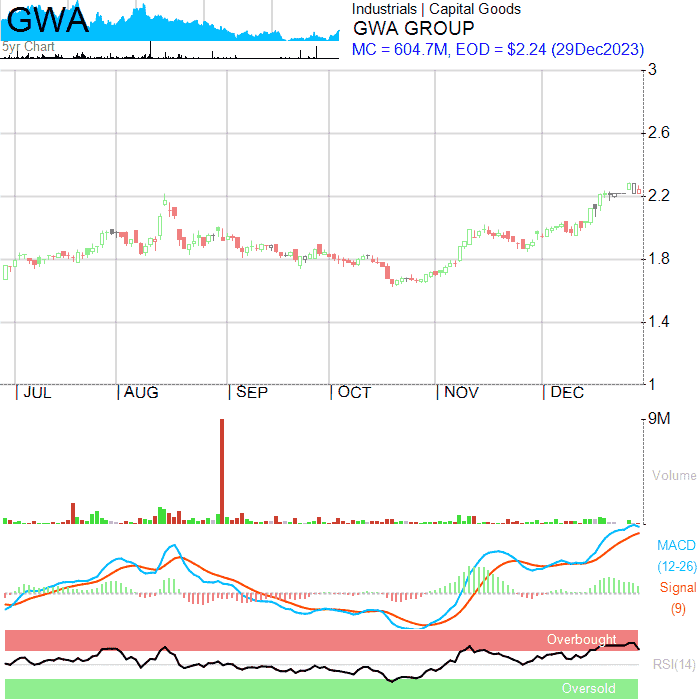 GWA
5yr Chart
Industrials | Capital Goods
GWA GROUP
MC = 604.7M, EOD = $2.24 (29Dec2023)
3
2.6
2.2
1.8
1.4
1
JUL AUG SEP OCT NOV DEC
9M
Volume
MACD
(12-26)
Signal
(9)
Overbought
RSI(14)
Oversold